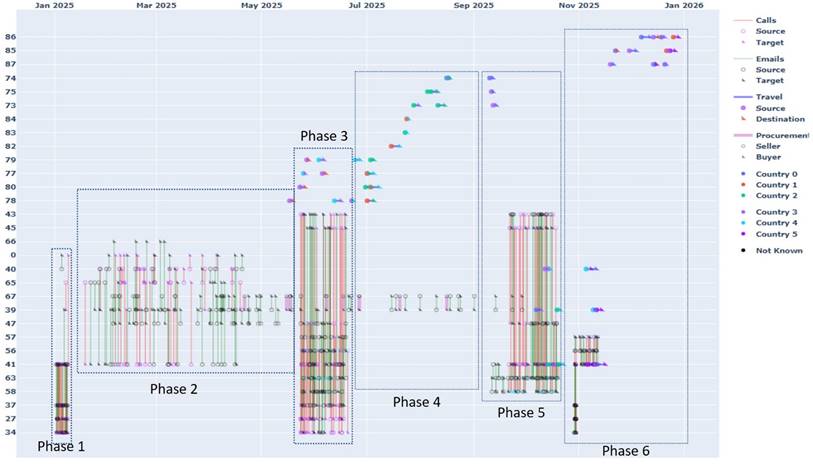 Jan 2025 Mar 2025 May 2025 Jul 2025 Sep 2025 Nov 2025 Jan 2026
86
85
87
74
75
73
84
83
82
79
77
80
78
43
45
66
0
40
65
67
39
47
57
56
41
63
58
37
27
34
Phase 1
Phase 2
Phase 3
Phase 4
Phase 5
Phase 6
Calls
Source
Target
Emails
Source
Target
Travel
Source
Destination
Procurement
Seller
Buyer
Country 0
Country 1
Country 2
Country 3
Country 4
Country 5
Not Known